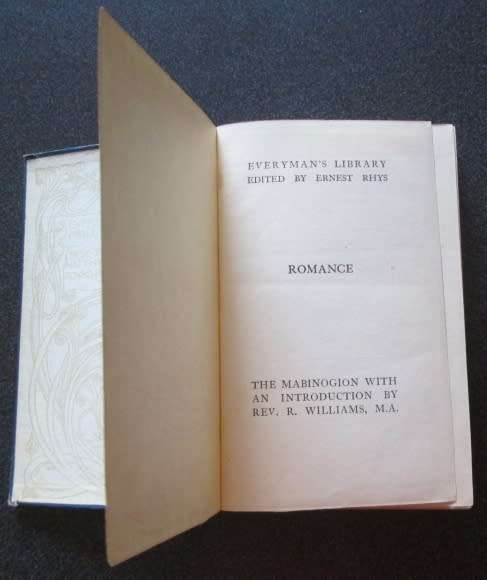 EVERYMAN'S LIBRARY
EDITED BY ERNEST RHYS
ROMANCE
THE MABINOGION WITH
AN INTRODUCTION BY
REV. R. WILLIAMS, M.A.